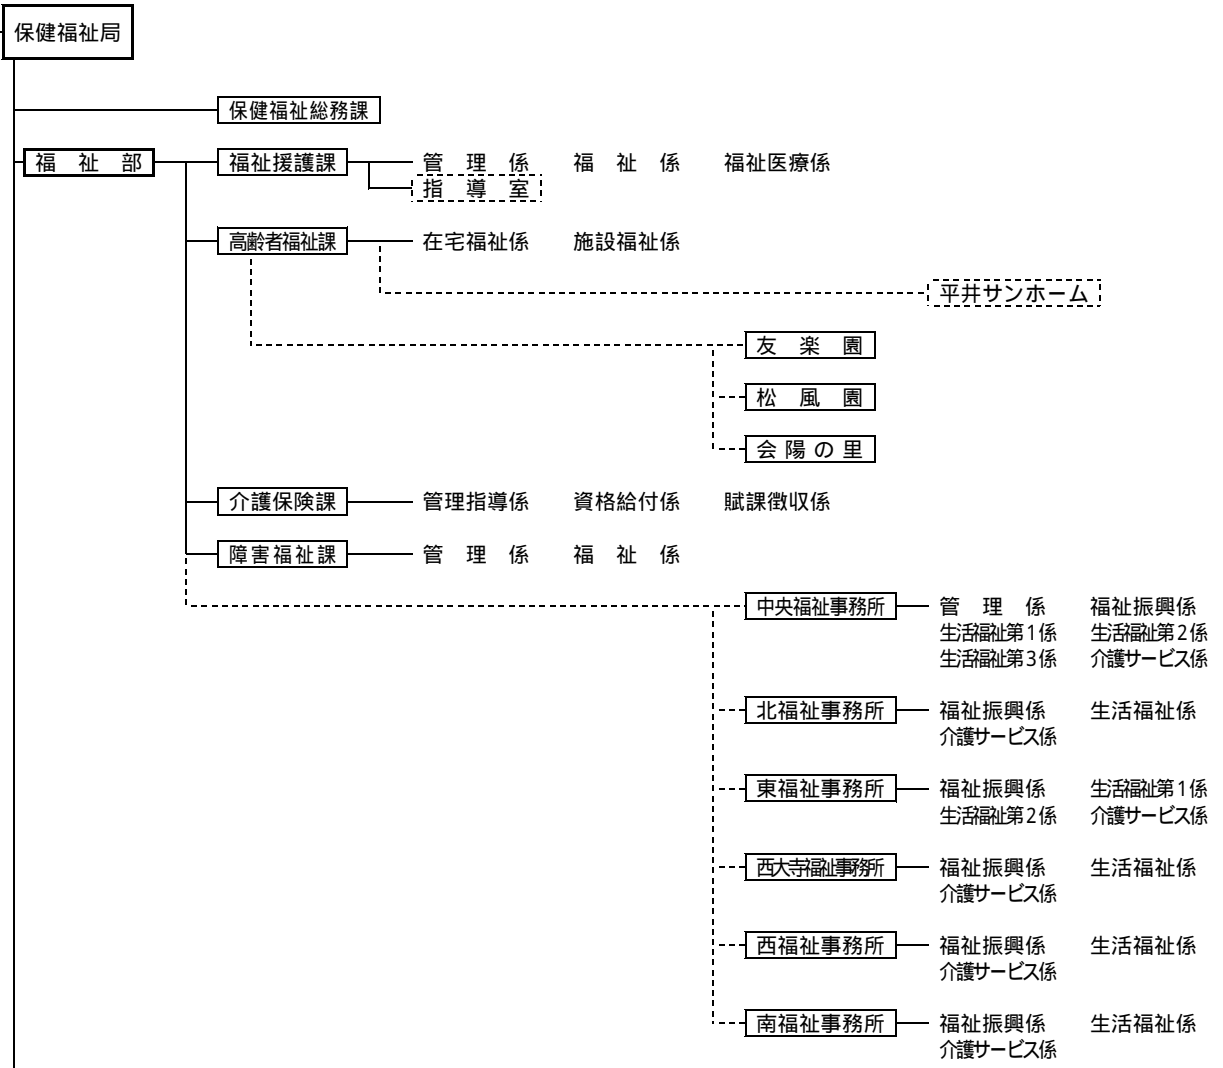 保健福祉局
保健福祉総務課
福　祉　部　福祉援護課　管　理　係　福　祉　係　福祉医療係
指　導　室
高齢者福祉課　在宅福祉係　施設福祉係
平井サンホーム
友　楽　園
松　風　園
会陽の里
介護保険課　管理指導係　資格給付係　賦課徴収係
障害福祉課　管　理　係　福　祉　係
中央福祉事務所　管　理　係　福祉振興係
生活福祉第1係　生活福祉第2係
生活福祉第3係　介護サービス係
北福祉事務所　福祉振興係　生活福祉係
介護サービス係
東福祉事務所　福祉振興係　生活福祉第1係
生活福祉第2係　介護サービス係
西大寺福祉事務所　福祉振興係　生活福祉係
介護サービス係
西福祉事務所　福祉振興係　生活福祉係
介護サービス係
南福祉事務所　福祉振興係　生活福祉係
介護サービス係